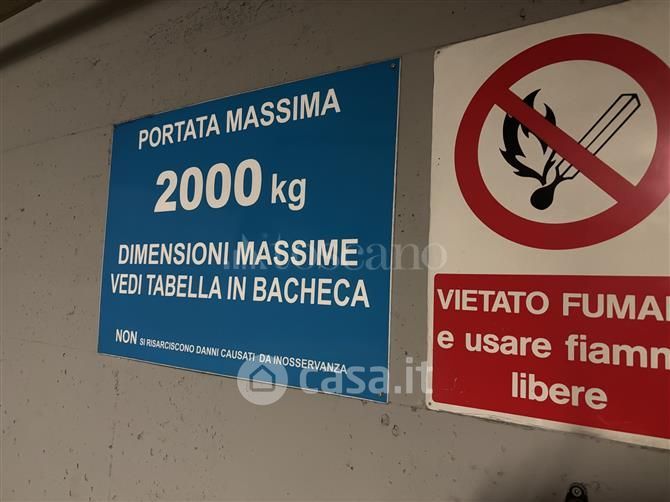 PORTATA MASSIMA
2000 kg
DIMENSIONI MASSIME
VEDI TABELLA IN BACHECA
NON SI RISARCISCONO DANNI CAUSATI DA INOSSERVANZA
VIETATO FUMAR
e usare fiamm
libere
toscano
casa.it